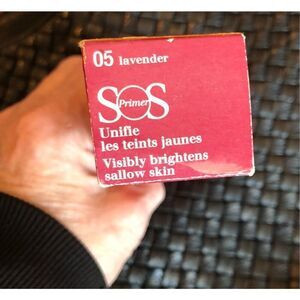 05 lavender
SOS
Primer
Unifie
les teints jaunes
Visibly brightens
sallow skin